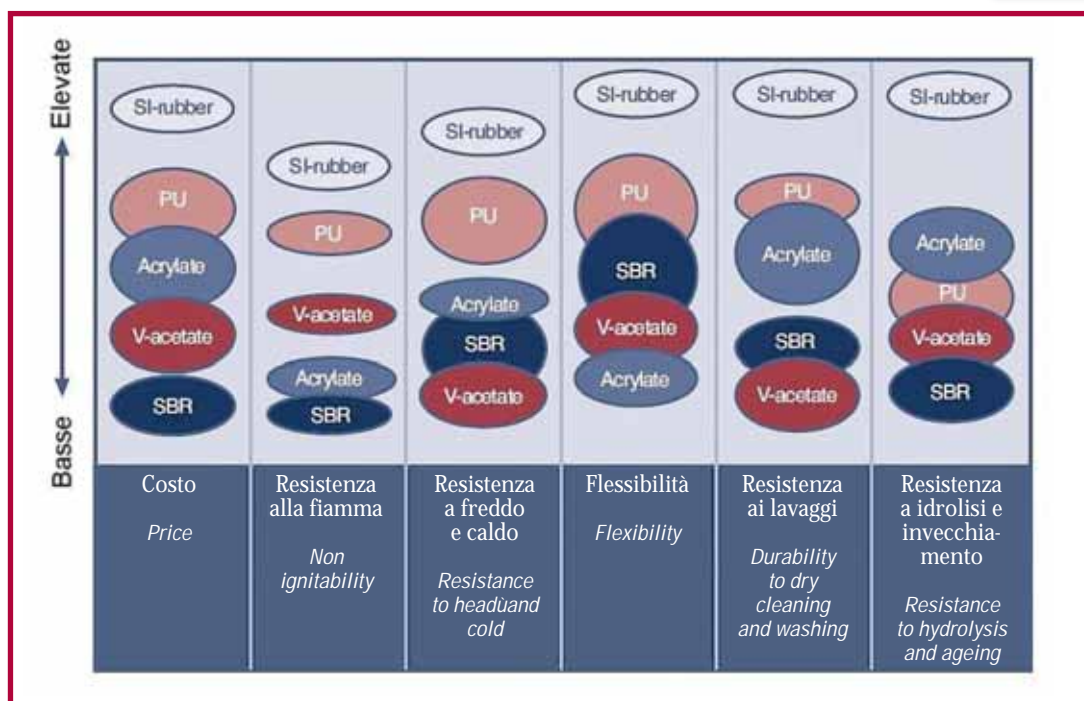 Elevate
Basse
SI-rubber
PU
Acrylate
V-acetate
SBR
SI-rubber
PU
V-acetate
Acrylate
SBR
SI-rubber
PU
Acrylate
SBR
V-acetate
SI-rubber
PU
SBR
V-acetate
Acrylate
SI-rubber
PU
Acrylate
SBR
V-acetate
SI-rubber
Acrylate
PU
V-acetate
SBR
Costo
Price
Resistenza
alla fiamma
Non
ignitability
Resistenza
a freddo
e caldo
Resistance
to headùand
cold
Flessibilità
Flexibility
Resistenza
ai lavaggi
Durability
to dry
cleaning
and washing
Resistenza
a idrolisi e
invecchia-
mento
Resistance
to hydrolysis
and ageing